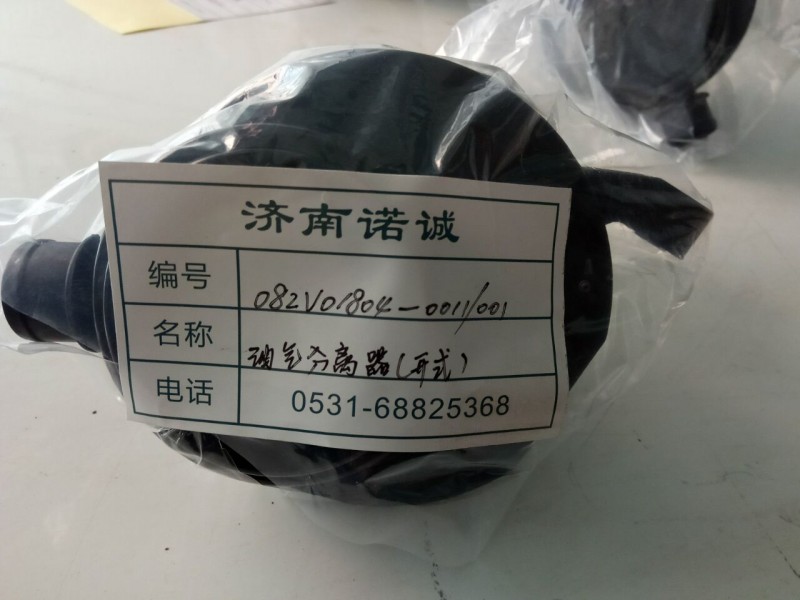 济南诺诚
编号 082V01804-0011/001
名称 油气分离器(开式)
电话 0531-68825368